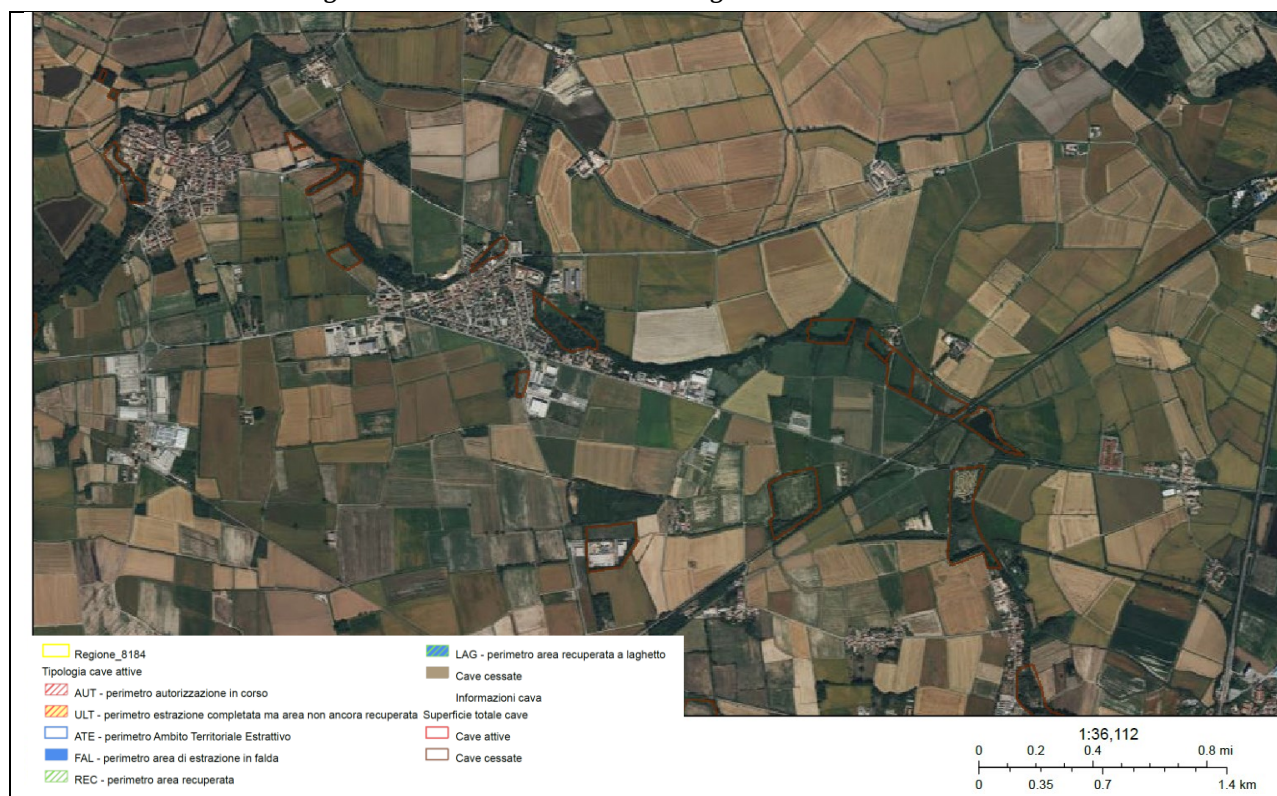 Regione_8184
Tipologia cave attive
AUT - perimetro autorizzazione in corso
ULT - perimetro estrazione completata ma area non ancora recuperata
ATE - perimetro Ambito Territoriale Estrattivo
FAL - perimetro area di estrazione in falda
REC - perimetro area recuperata
LAG - perimetro area recuperata a laghetto
Cave cessate
Informazioni cava
Superficie totale cave
Cave attive
Cave cessate
1:36,112
0 0.2 0.4 0.8 mi
0 0.35 0.7 1.4 km